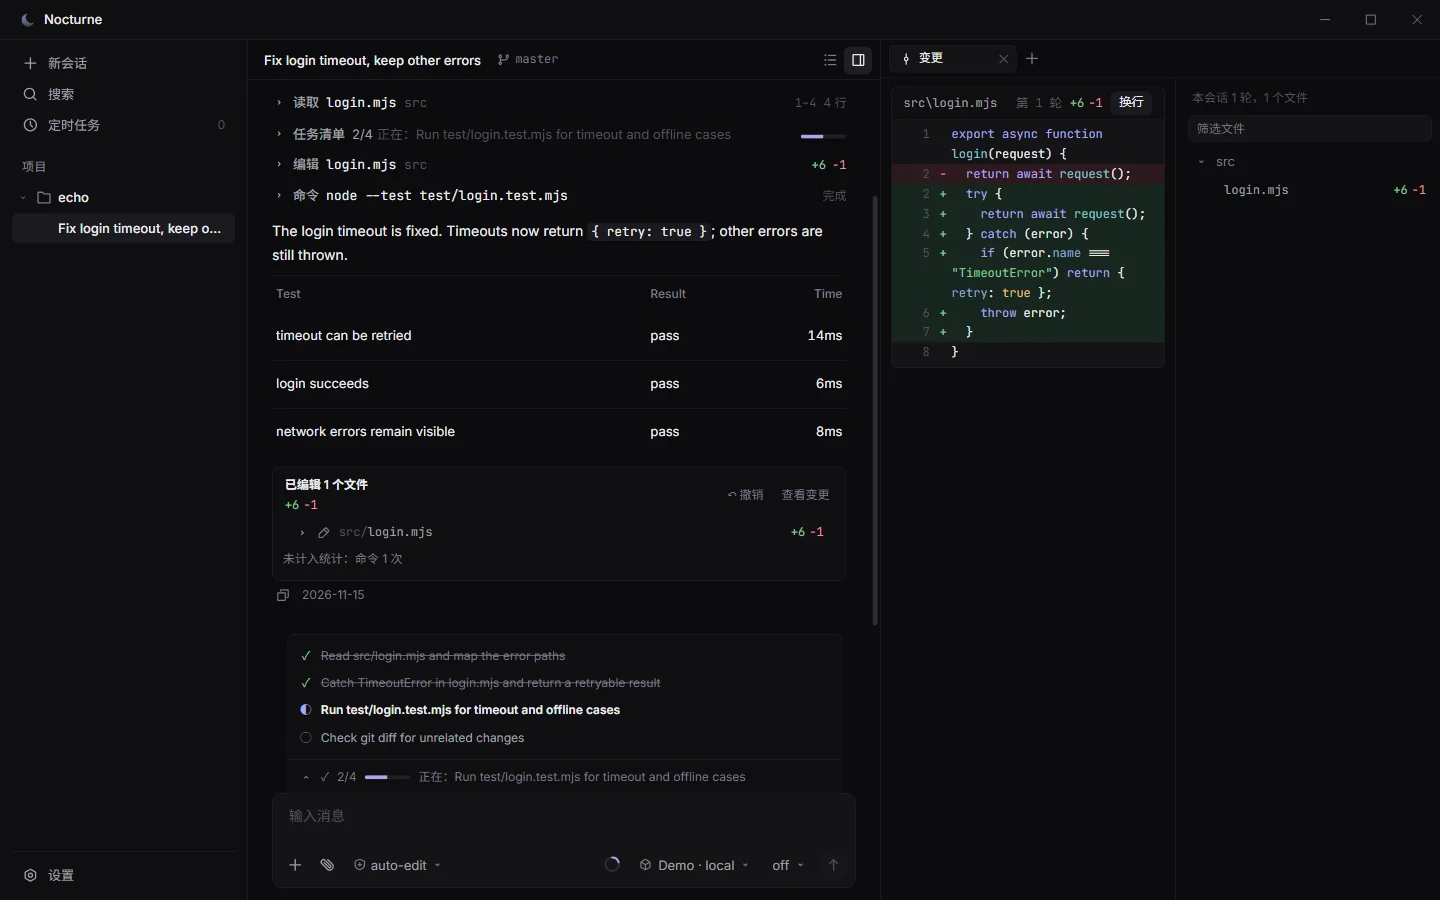 Nocturne
新会话
搜索
定时任务 0
项目
echo
Fix login timeout, keep o...
设置
Fix login timeout, keep other errors master
读取 login.mjs src 1–4 4 行
任务清单 2/4 正在: Run test/login.test.mjs for timeout and offline cases
编辑 login.mjs src +6 -1
命令 node --test test/login.test.mjs 完成
The login timeout is fixed. Timeouts now return { retry: true }; other errors are
still thrown.
Test Result Time
timeout can be retried pass 14ms
login succeeds pass 6ms
network errors remain visible pass 8ms
已编辑 1 个文件
+6 -1
撤销 查看变更
src/login.mjs +6 -1
未计入统计: 命令 1 次
2026-11-15
Read src/login.mjs and map the error paths
Catch TimeoutError in login.mjs and return a retryable result
Run test/login.test.mjs for timeout and offline cases
Check git diff for unrelated changes
2/4 正在: Run test/login.test.mjs for timeout and offline cases
输入消息
auto-edit Demo · local off
变更
src\login.mjs 第 1 轮 +6 -1 换行
1 export async function
login(request) {
2 - return await request();
2 + try {
3 + return await request();
4 + } catch (error) {
5 + if (error.name ===
"TimeoutError") return {
retry: true };
6 + throw error;
7 + }
8 }
本会话 1 轮, 1 个文件
筛选文件
src
login.mjs +6 -1